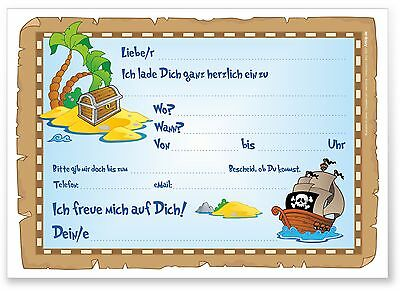 Liebe/r
Ich lade Dich ganz herzlich ein zu
Wo?
Wann?
Von bis Uhr
Bitte gib mir doch bis zum Bescheid, ob Du kommst.
Telefon: eMail:
Ich freue mich auf Dich!
Dein/e